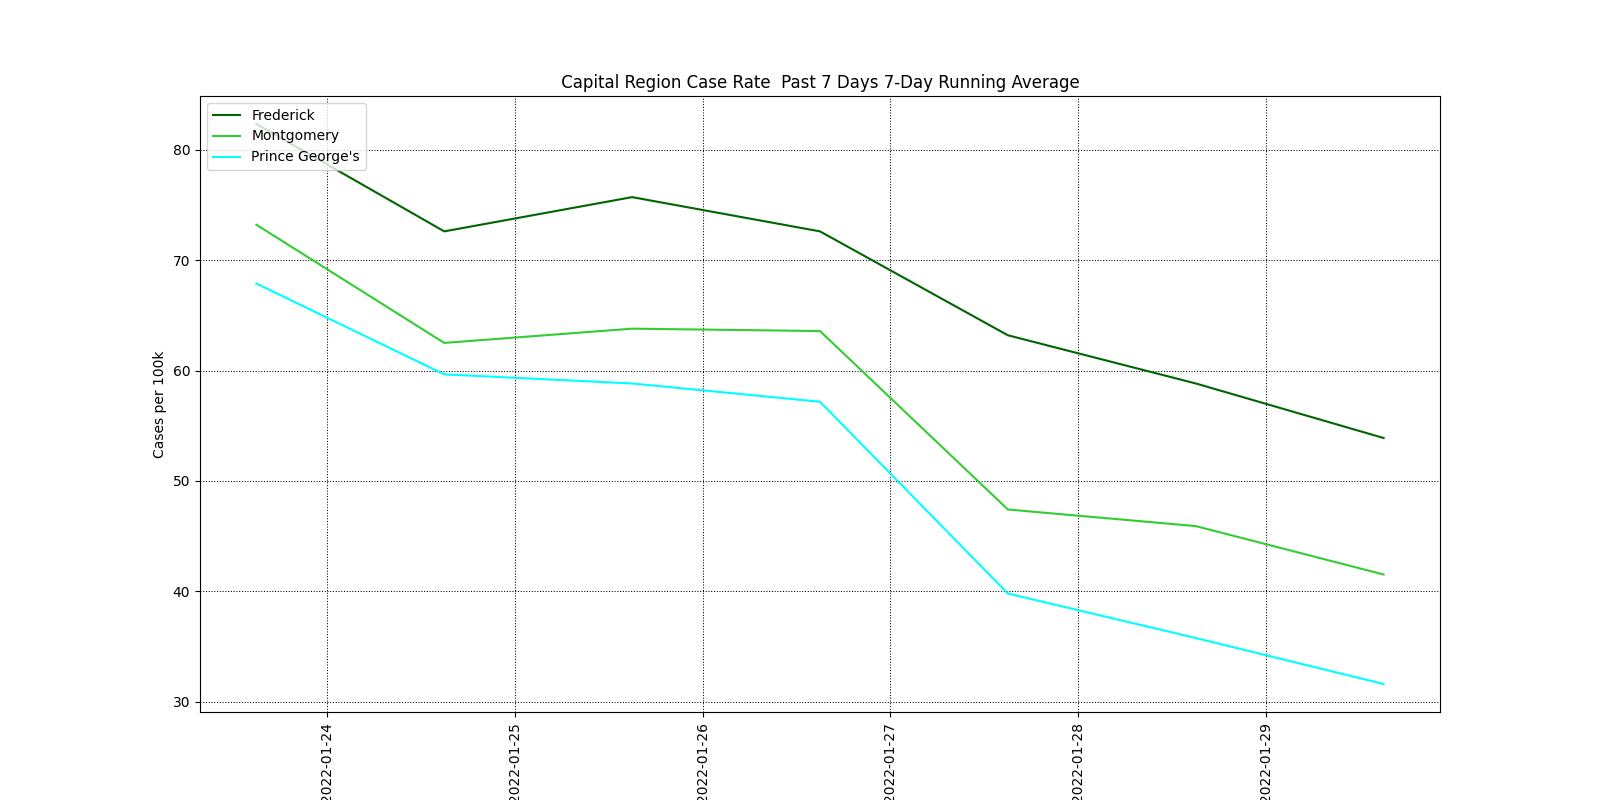 Capital Region Case Rate  Past 7 Days 7-Day Running Average
Frederick
Montgomery
Prince George's
Cases per 100k
80
70
60
50
40
30
2022-01-24
2022-01-25
2022-01-26
2022-01-27
2022-01-28
2022-01-29